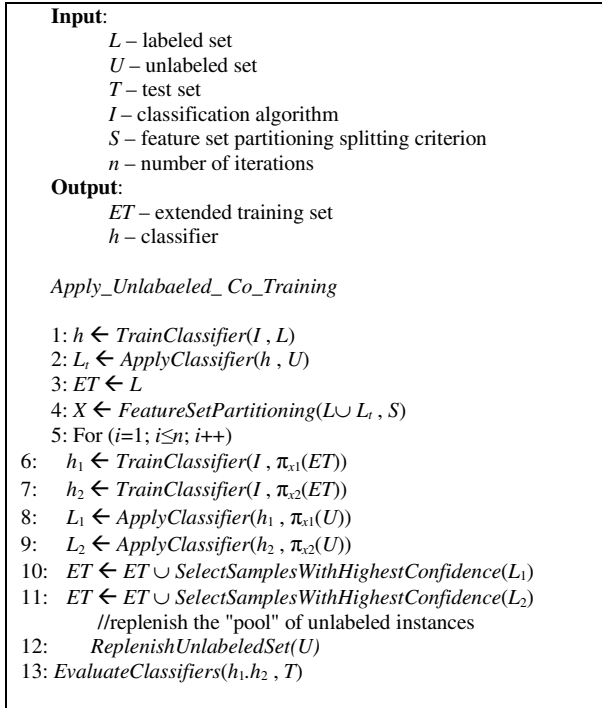 Input:
L – labeled set
U – unlabeled set
T – test set
I – classification algorithm
S – feature set partitioning splitting criterion
n – number of iterations
Output:
ET – extended training set
h – classifier
Apply_Unlabaeled_ Co_Training
1: h ← TrainClassifier(I , L)
2: Lₜ ← ApplyClassifier(h , U)
3: ET ← L
4: X ← FeatureSetPartitioning(L∪ Lₜ , S)
5: For (i=1; i≤n; i++)
6: h₁ ← TrainClassifier(I , πₓ₁(ET))
7: h₂ ← TrainClassifier(I , πₓ₂(ET))
8: L₁ ← ApplyClassifier(h₁ , πₓ₁(U))
9: L₂ ← ApplyClassifier(h₂ , πₓ₂(U))
10: ET ← ET ∪ SelectSamplesWithHighestConfidence(L₁)
11: ET ← ET ∪ SelectSamplesWithHighestConfidence(L₂)
//replenish the "pool" of unlabeled instances
12: ReplenishUnlabeledSet(U)
13: EvaluateClassifiers(h₁.h₂ , T)